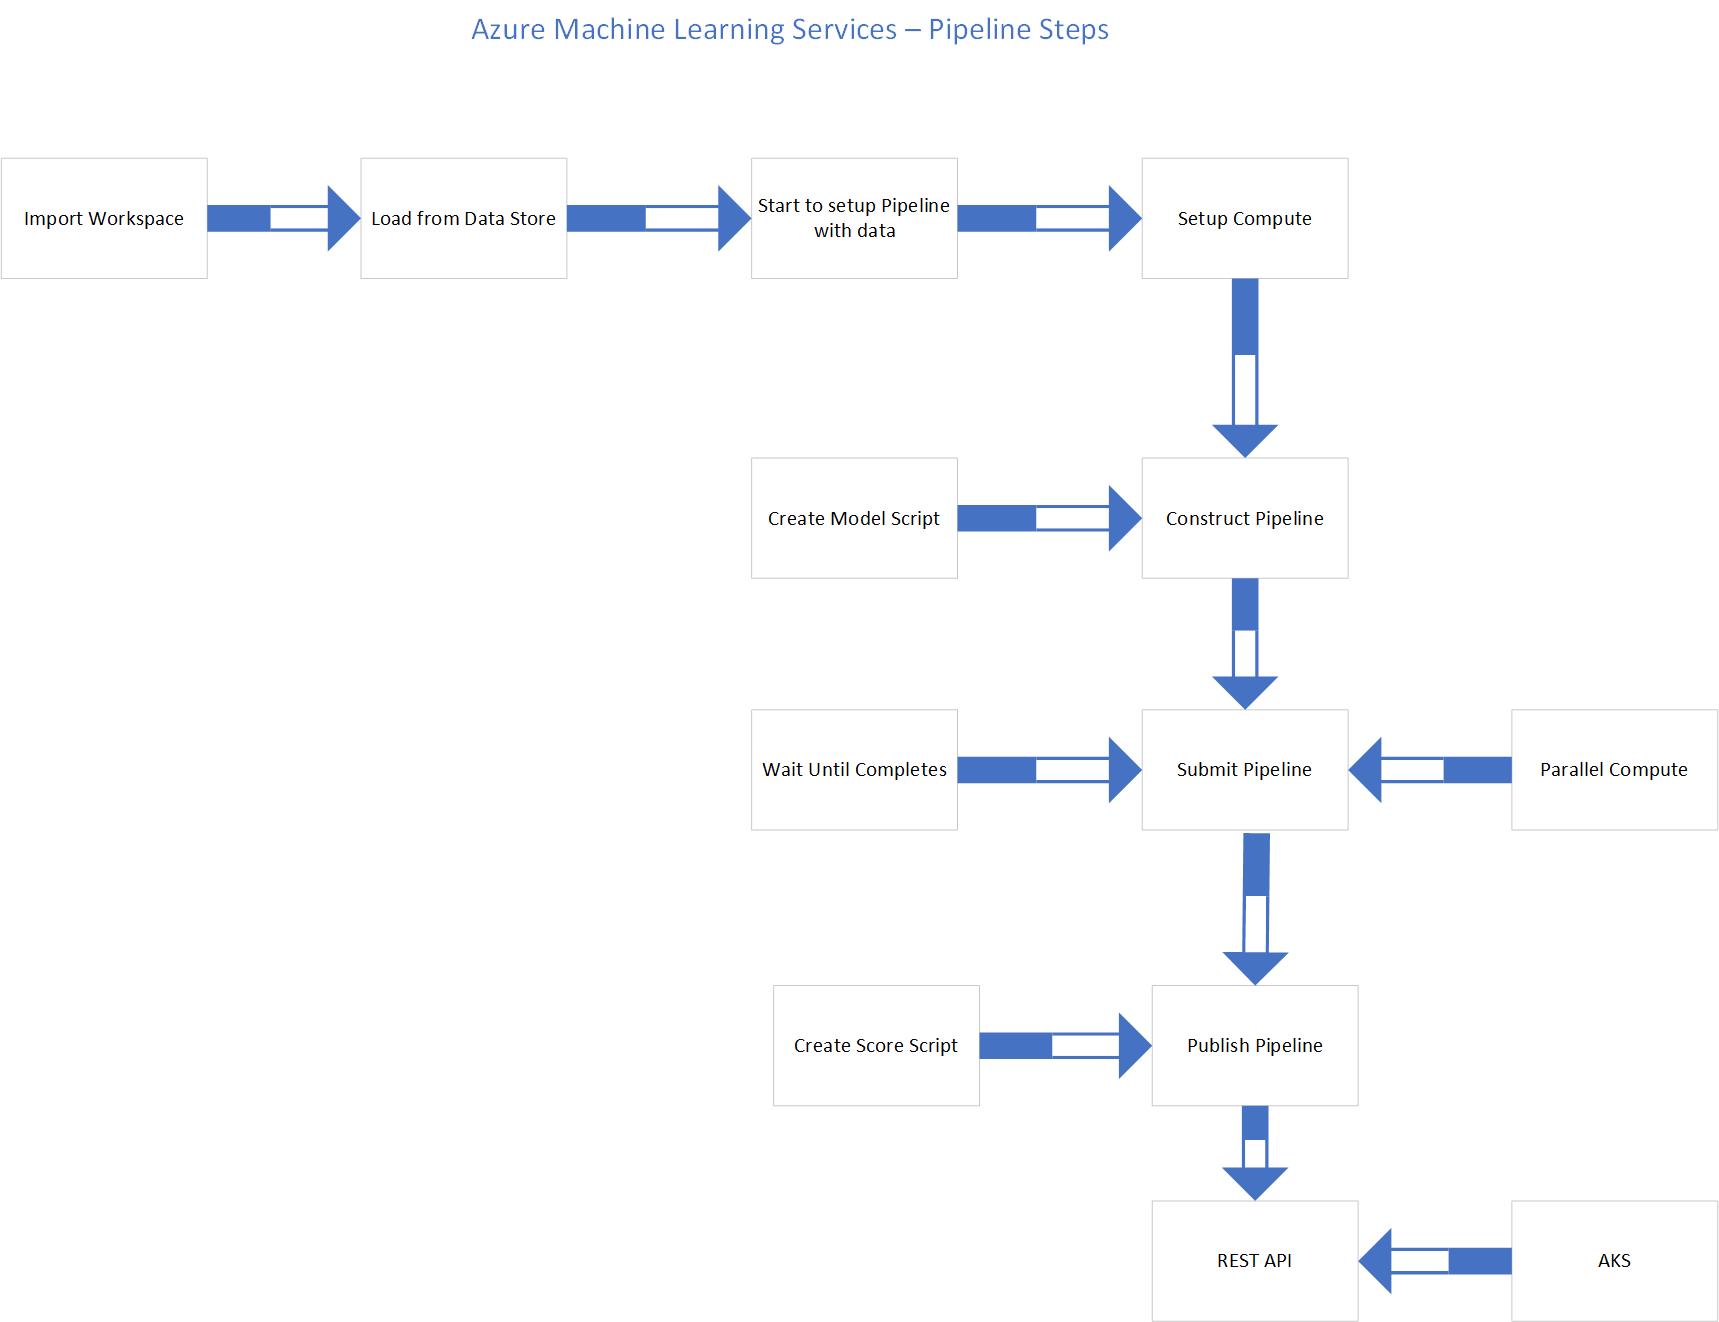 Azure Machine Learning Services – Pipeline Steps
Import Workspace
Load from Data Store
Start to setup Pipeline
with data
Setup Compute
Create Model Script
Construct Pipeline
Wait Until Completes
Submit Pipeline
Parallel Compute
Create Score Script
Publish Pipeline
REST API
AKS